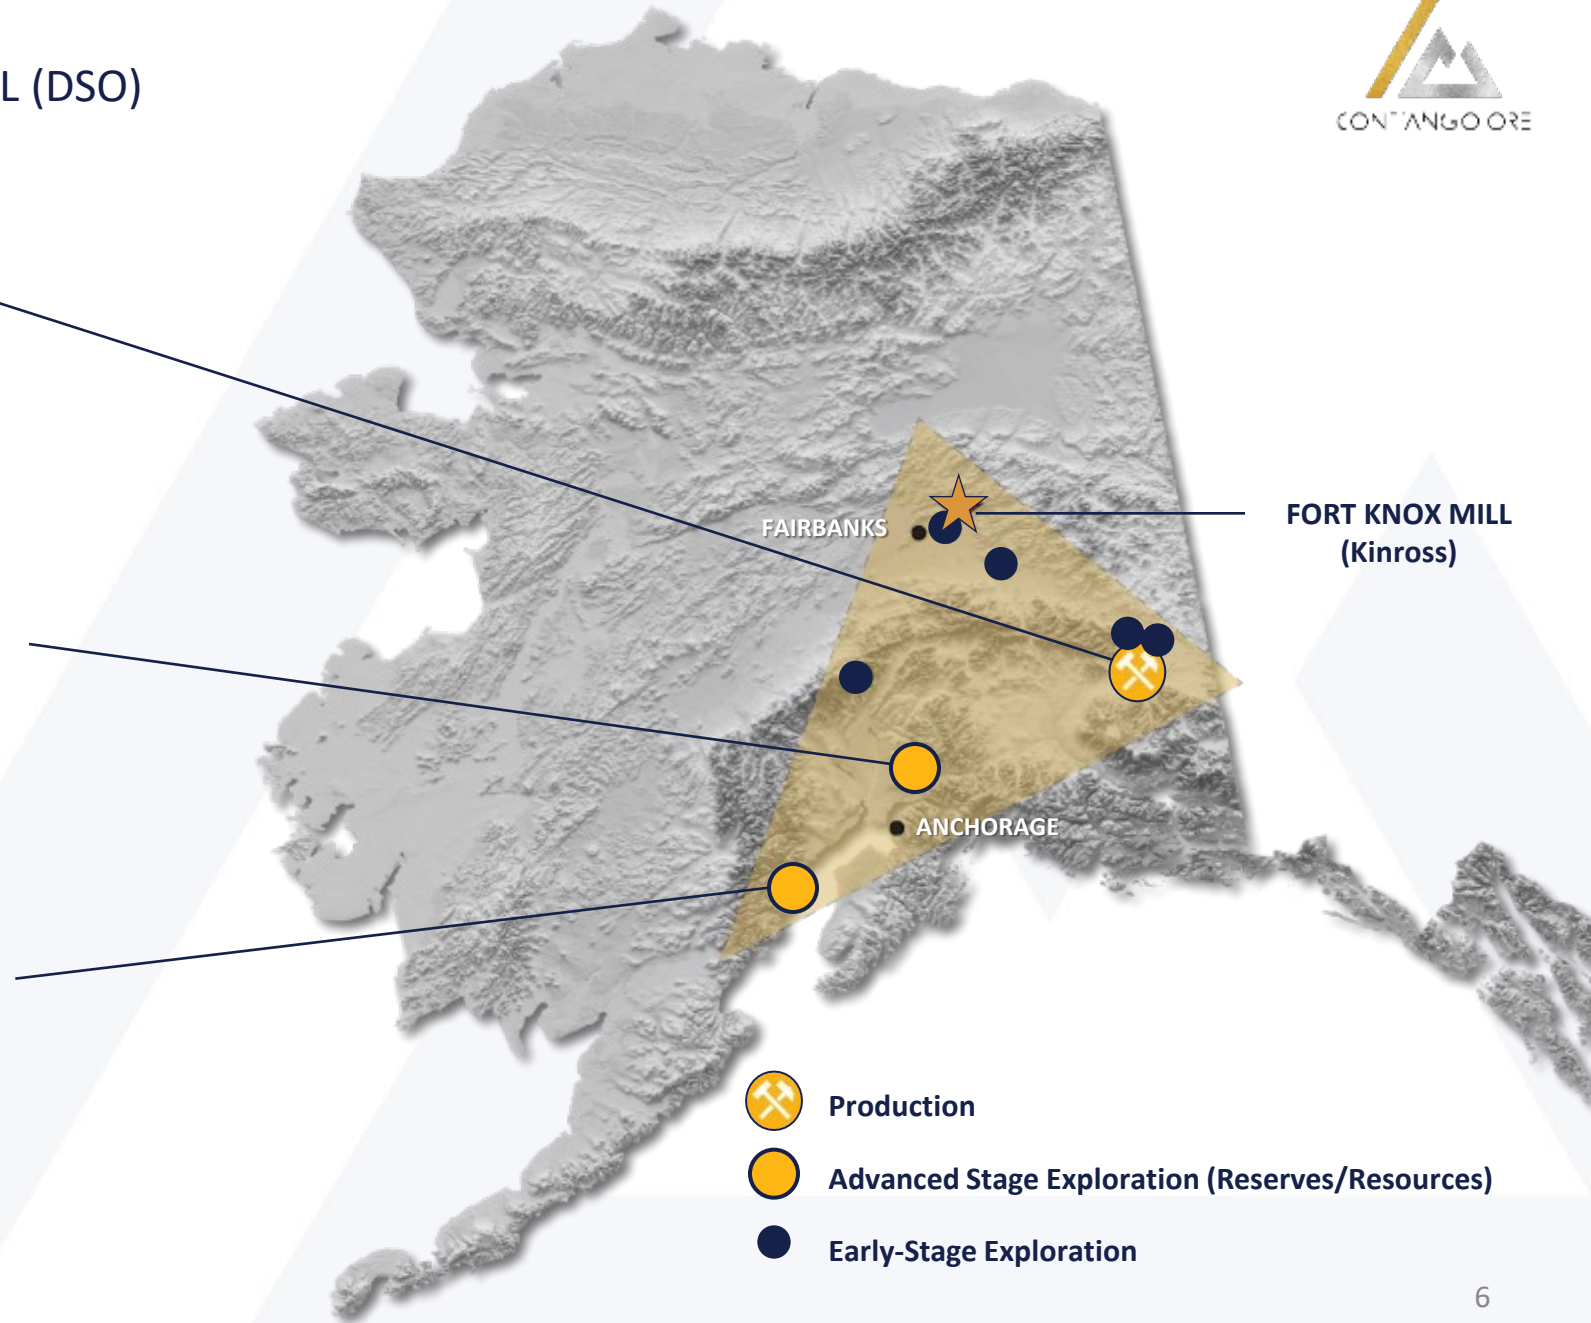 L (DSO)
CONTANGO ORE
FAIRBANKS
FORT KNOX MILL
(Kinross)
ANCHORAGE
Production
Advanced Stage Exploration (Reserves/Resources)
Early-Stage Exploration
6